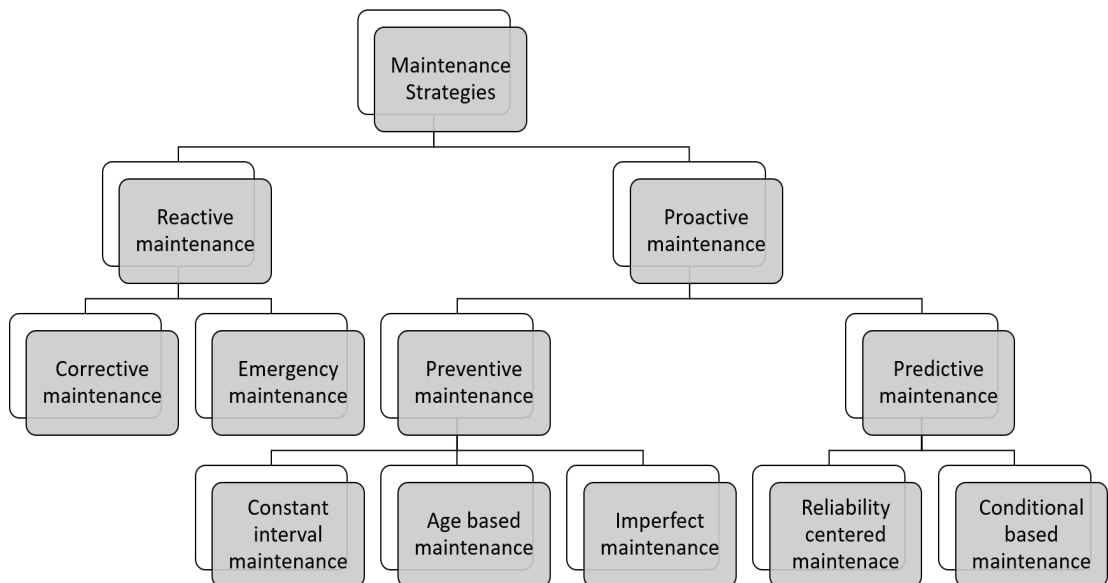 Maintenance
Strategies
Reactive
maintenance
Proactive
maintenance
Corrective
maintenance
Emergency
maintenance
Preventive
maintenance
Predictive
maintenance
Constant
interval
maintenance
Age based
maintenance
Imperfect
maintenance
Reliability
centered
maintenace
Conditional
based
maintenance